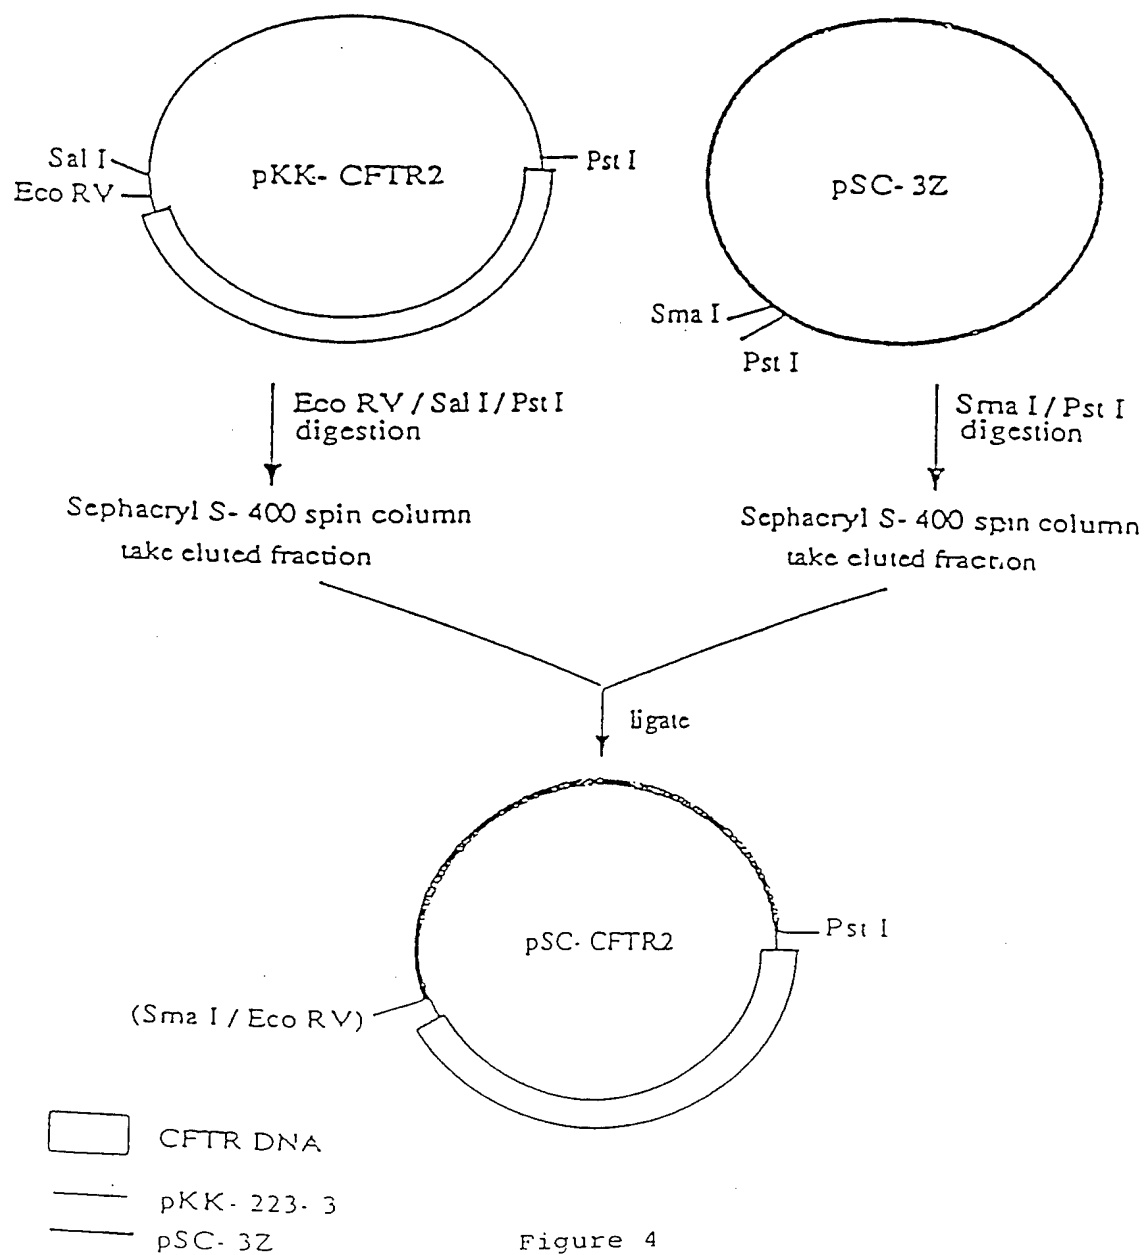 Sal I
Eco RV
pKK- CFTR2
Pst I
pSC- 3Z
Sma I
Pst I
Eco RV / Sal I / Pst I
digestion
Sma I / Pst I
digestion
Sephacryl S- 400 spin column
take eluted fraction
Sephacryl S- 400 spin column
take eluted fraction
ligate
pSC- CFTR2
Pst I
(Sma I / Eco RV)
CFTR DNA
pKK- 223- 3
pSC- 3Z
Figure 4